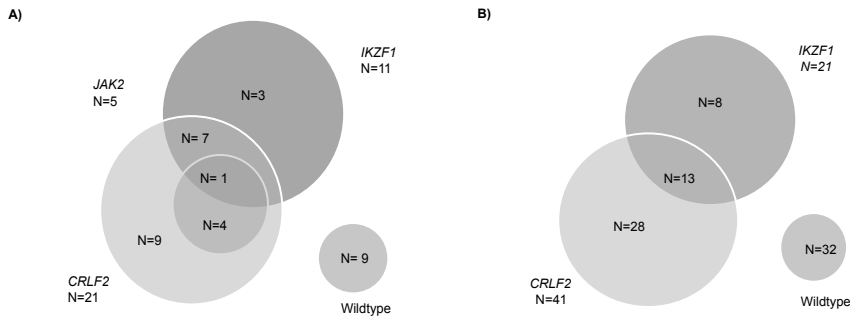 A)
IKZF1
N=11
JAK2
N=5
N=3
N= 7
N= 1
N=4
N=9
N= 9
CRLF2
N=21
Wildtype
B)
IKZF1
N=21
N=8
N=13
N=28
N=32
CRLF2
N=41
Wildtype